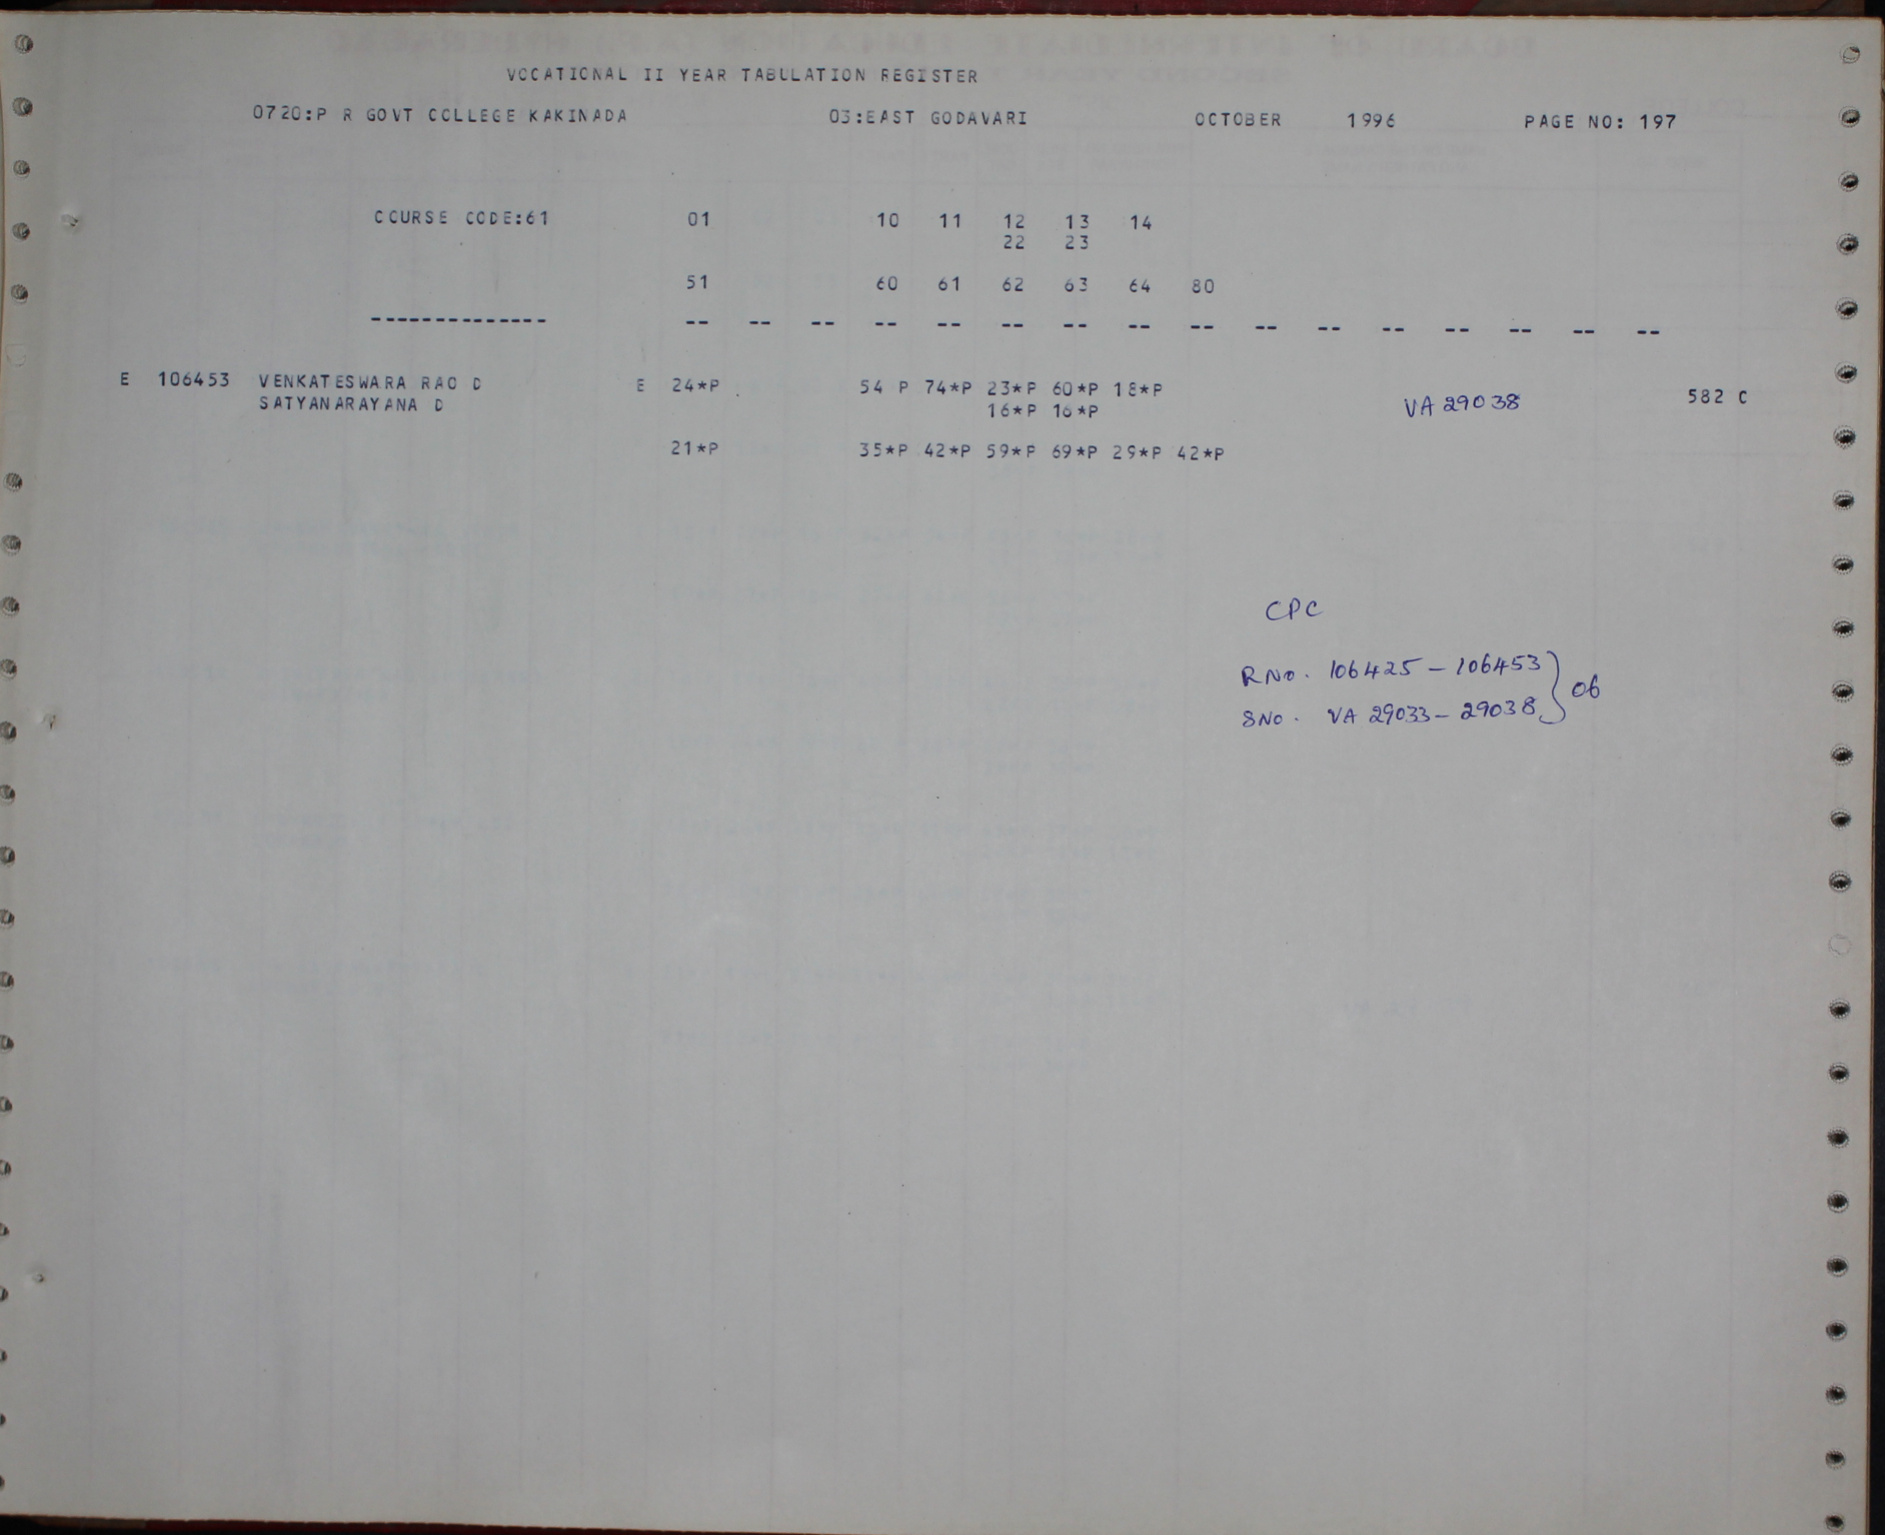 VOCATIONAL II YEAR TABULATION REGISTER
0720:P R GOVT COLLEGE KAKINADA 03:EAST GODAVARI OCTOBER 1996 PAGE NO: 197
COURSE CODE:61 01 10 11 12 13 14
22 23
51 60 61 62 63 64 80
-------------- -- -- -- -- -- -- -- -- -- -- -- -- -- -- -- --
E 106453 VENKATESWARA RAO D E 24*P 54 P 74*P 23*P 60*P 18*P VA 29038 582 C
SATYANARAYANA D 16*P 16*P
21*P 35*P 42*P 59*P 69*P 29*P 42*P
CPC
R No. 106425 - 106453 } 06
S No. VA 29033 - 29038